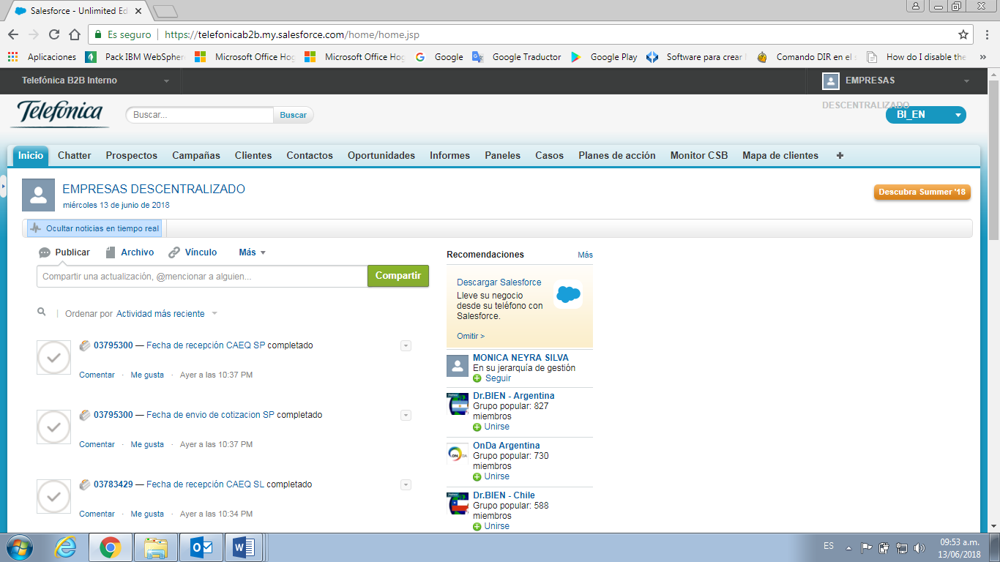 Salesforce - Unlimited Ed
Es seguro
https://telefonicab2b.my.salesforce.com/home/home.jsp
Aplicaciones
Pack IBM WebSpher
Microsoft Office Hog
Microsoft Office Hog
Google
Google Traductor
Google Play
Software para crear
Comando DIR en el
How do I disable the
»
Telefónica B2B Interno
EMPRESAS
DESCENTRALIZADO
Telefónica
Buscar...
Buscar
BI_EN
Inicio
Chatter
Prospectos
Campañas
Clientes
Contactos
Oportunidades
Informes
Paneles
Casos
Planes de acción
Monitor CSB
Mapa de clientes
+
EMPRESAS DESCENTRALIZADO
miércoles 13 de junio de 2018
Descubra Summer '18
Ocultar noticias en tiempo real
Publicar
Archivo
Vínculo
Más
Compartir una actualización, @mencionar a alguien...
Compartir
Ordenar por Actividad más reciente
03795300 — Fecha de recepción CAEQ SP completado
Comentar · Me gusta · Ayer a las 10:37 PM
03795300 — Fecha de envio de cotizacion SP completado
Comentar · Me gusta · Ayer a las 10:37 PM
03783429 — Fecha de recepción CAEQ SL completado
Comentar · Me gusta · Ayer a las 10:34 PM
Recomendaciones
Más
Descargar Salesforce
Lleve su negocio
desde su teléfono con
Salesforce.
Omitir >
MONICA NEYRA SILVA
En su jerarquía de gestión
Seguir
Dr.BIEN - Argentina
Grupo popular: 827
miembros
Unirse
OnDa Argentina
Grupo popular: 730
miembros
Unirse
Dr.BIEN - Chile
Grupo popular: 588
miembros
Unirse
ES
09:53 a.m.
13/06/2018